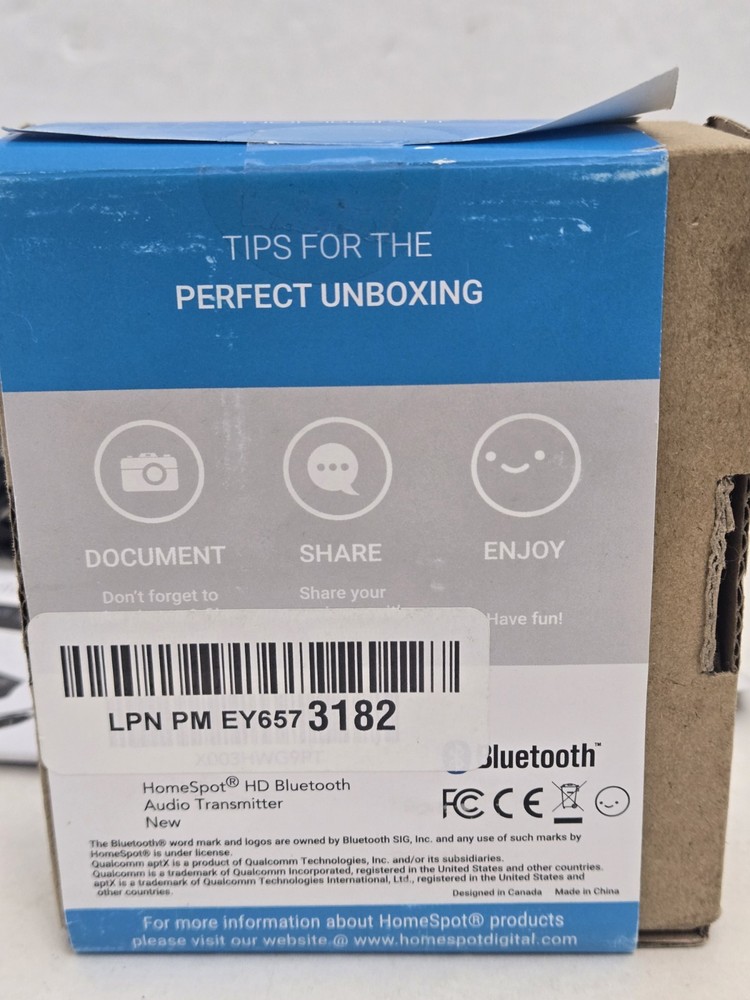 TIPS FOR THE
PERFECT UNBOXING
DOCUMENT
SHARE
ENJOY
Don't forget to
Share your
Have fun!
LPN PM EY657 3182
Bluetooth™
FC CE
HomeSpot® HD Bluetooth
Audio Transmitter
New
The Bluetooth® word mark and logos are owned by Bluetooth SIG, Inc. and any use of such marks by
HomeSpot® is under license.
Qualcomm aptX is a product of Qualcomm Technologies, Inc. and/or its subsidiaries.
Qualcomm is a trademark of Qualcomm Incorporated, registered in the United States and other countries.
aptX is a trademark of Qualcomm Technologies International, Ltd., registered in the United States and
other countries.
Designed in Canada Made in China
For more information about HomeSpot® products
please visit our website @ www.homespotdigital.com